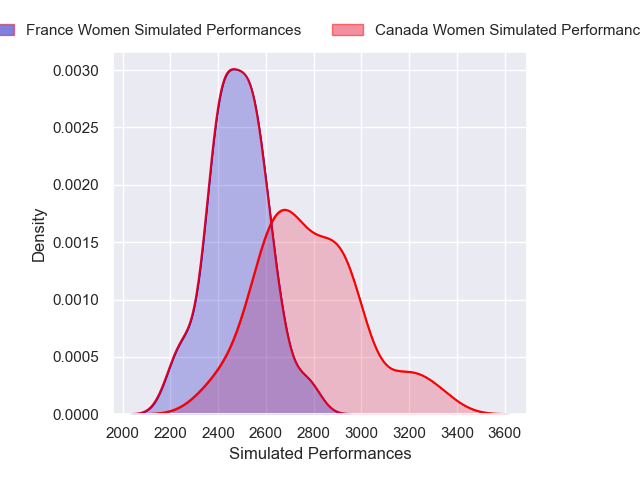 France Women Simulated Performances
Canada Women Simulated Performanc
0.0030
0.0025
0.0020
0.0015
0.0010
0.0005
0.0000
Density
2000 2200 2400 2600 2800 3000 3200 3400 3600
Simulated Performances